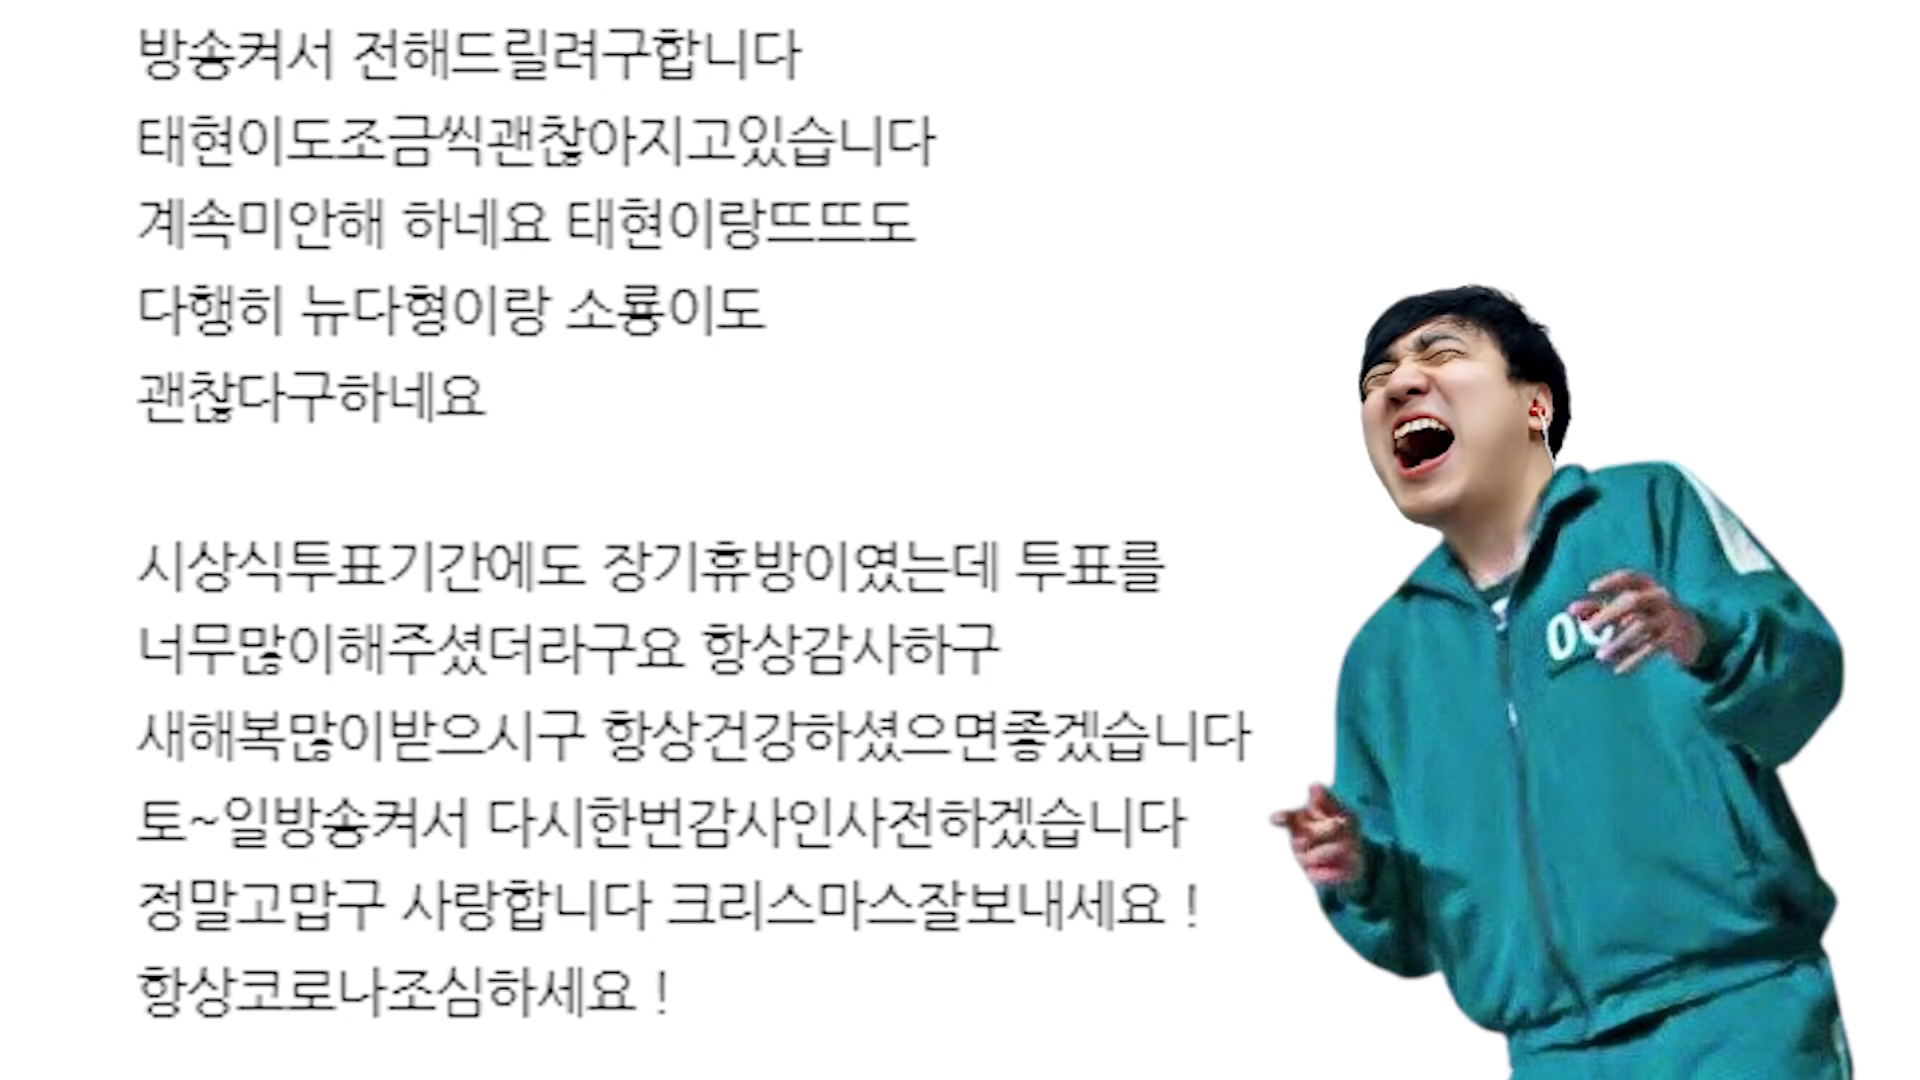 방송켜서 전해드릴려구합니다
태현이도조금씩괜찮아지고있습니다
계속미안해 하네요 태현이랑뜨뜨도
다행히 뉴다형이랑 소룡이도
괜찮다구하네요
시상식투표기간에도 장기휴방이였는데 투표를
너무많이해주셨더라구요 항상감사하구
새해복많이받으시구 항상건강하셨으면좋겠습니다
토~일방송켜서 다시한번감사인사전하겠습니다
정말고맙구 사랑합니다 크리스마스잘보내세요 !
항상코로나조심하세요 !